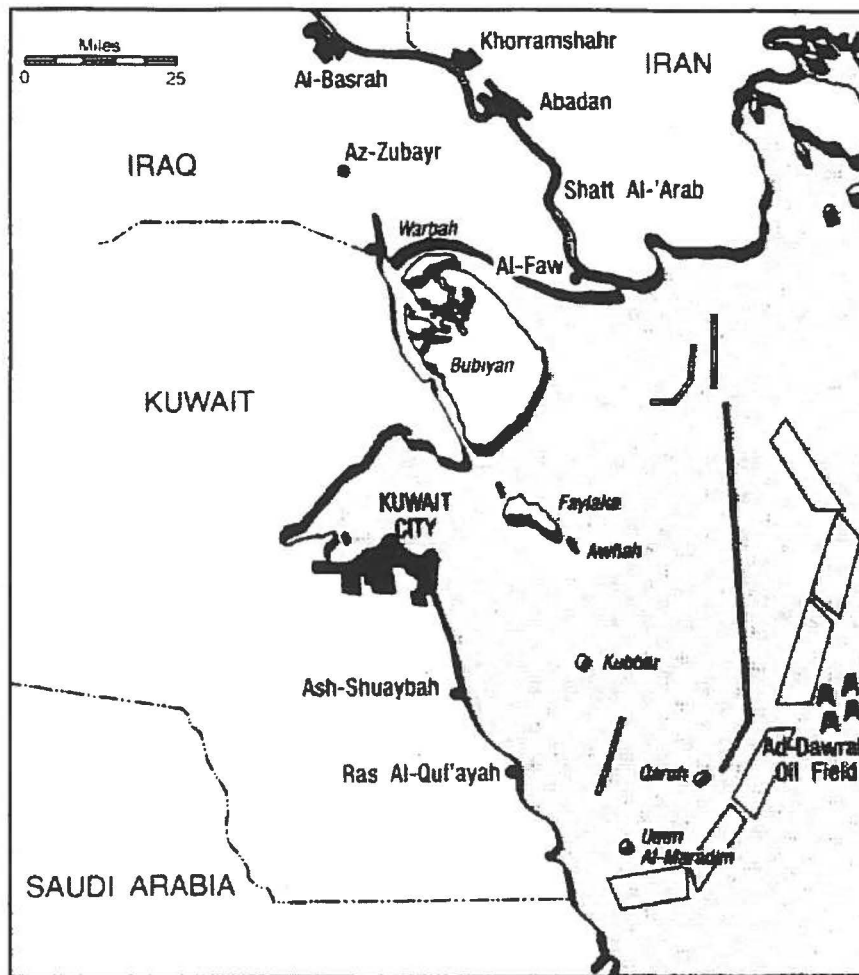 Miles
0 25
Khorramshahr
IRAN
Al-Basrah
Abadan
Az-Zubayr
IRAQ
Shatt Al-'Arab
Warbah
Al-Faw
Bubiyan
KUWAIT
KUWAIT
CITY
Faylaka
Awhah
Kubbar
Ash-Shuaybah
Ad-Dawrah
Oil Field
Ras Al-Qul'ayah
Qaruh
Umm
Al-Maradim
SAUDI ARABIA